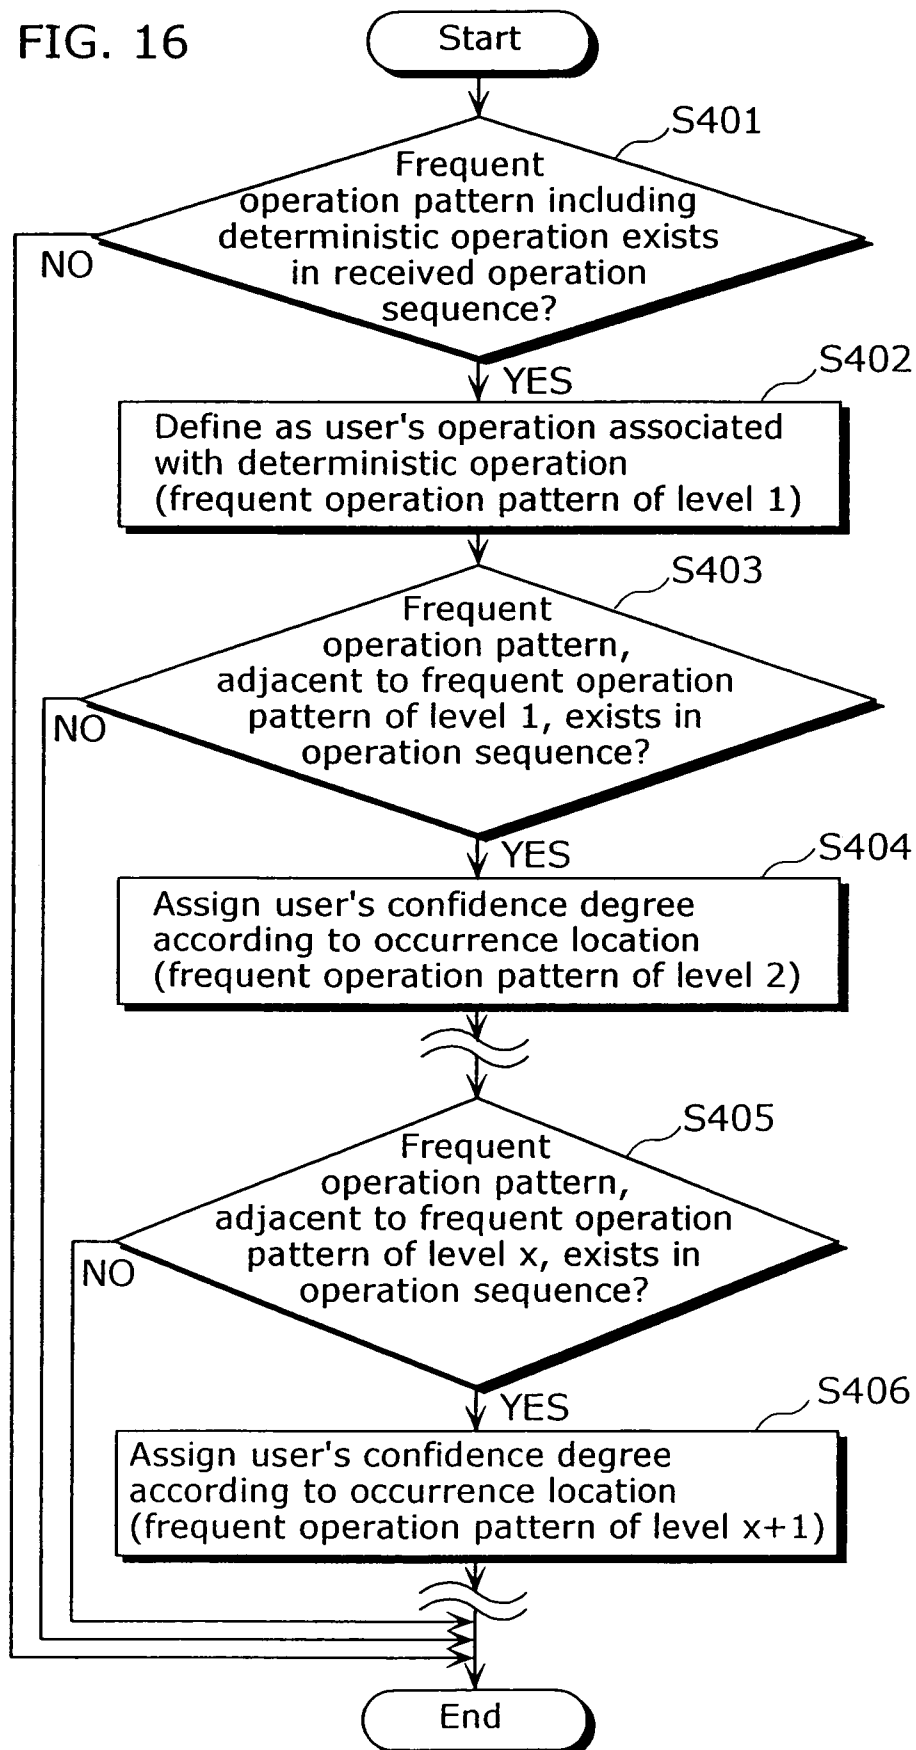 FIG. 16
Start
S401
Frequent
operation pattern including
deterministic operation exists
in received operation
sequence?
NO
YES
S402
Define as user's operation associated
with deterministic operation
(frequent operation pattern of level 1)
S403
Frequent
operation pattern,
adjacent to frequent operation
pattern of level 1, exists in
operation sequence?
NO
YES
S404
Assign user's confidence degree
according to occurrence location
(frequent operation pattern of level 2)
S405
Frequent
operation pattern,
adjacent to frequent operation
pattern of level x, exists in
operation sequence?
NO
YES
S406
Assign user's confidence degree
according to occurrence location
(frequent operation pattern of level x+1)
End